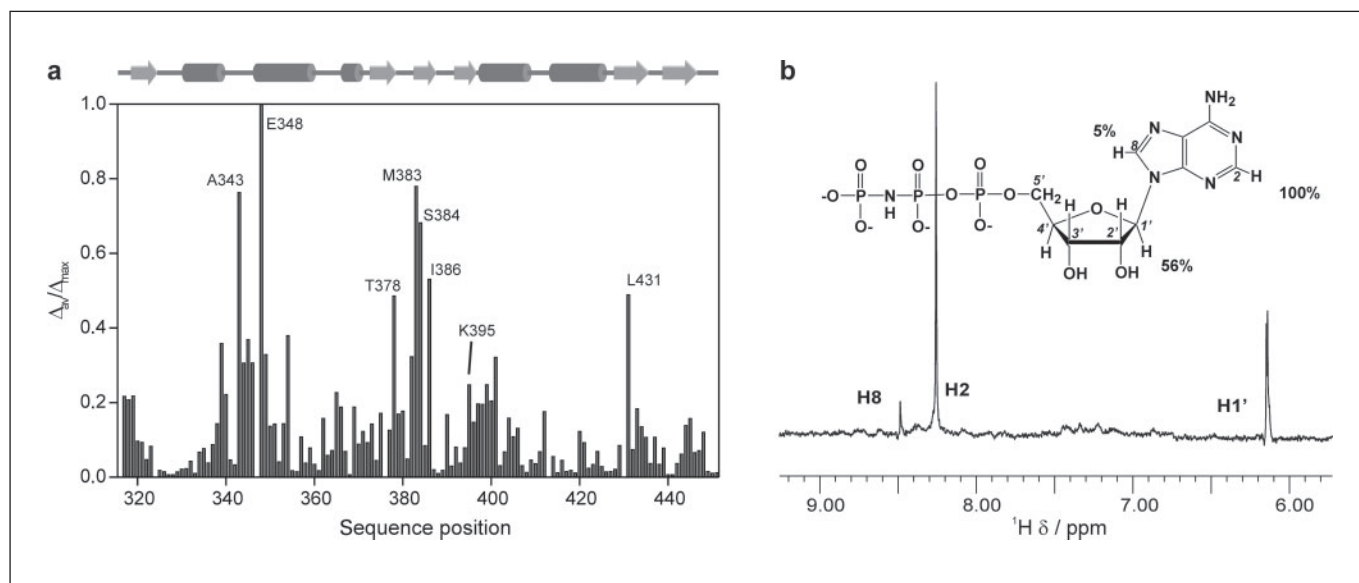 a
1.0
0.8
0.6
0.4
0.2
0.0
Δav/Δmax
E348
A343
M383
S384
I386
T378
L431
K395
320 340 360 380 400 420 440
Sequence position
b
NH2
5%
N
N
8
H
2
H
N
N
100%
O O O
5'
-O P N P O P O CH2
H
O- O- O-
H H
O
4' 1'
H 3' 2' H
OH OH
56%
H8
H2
H1'
9.00 8.00 7.00 6.00
1H δ / ppm